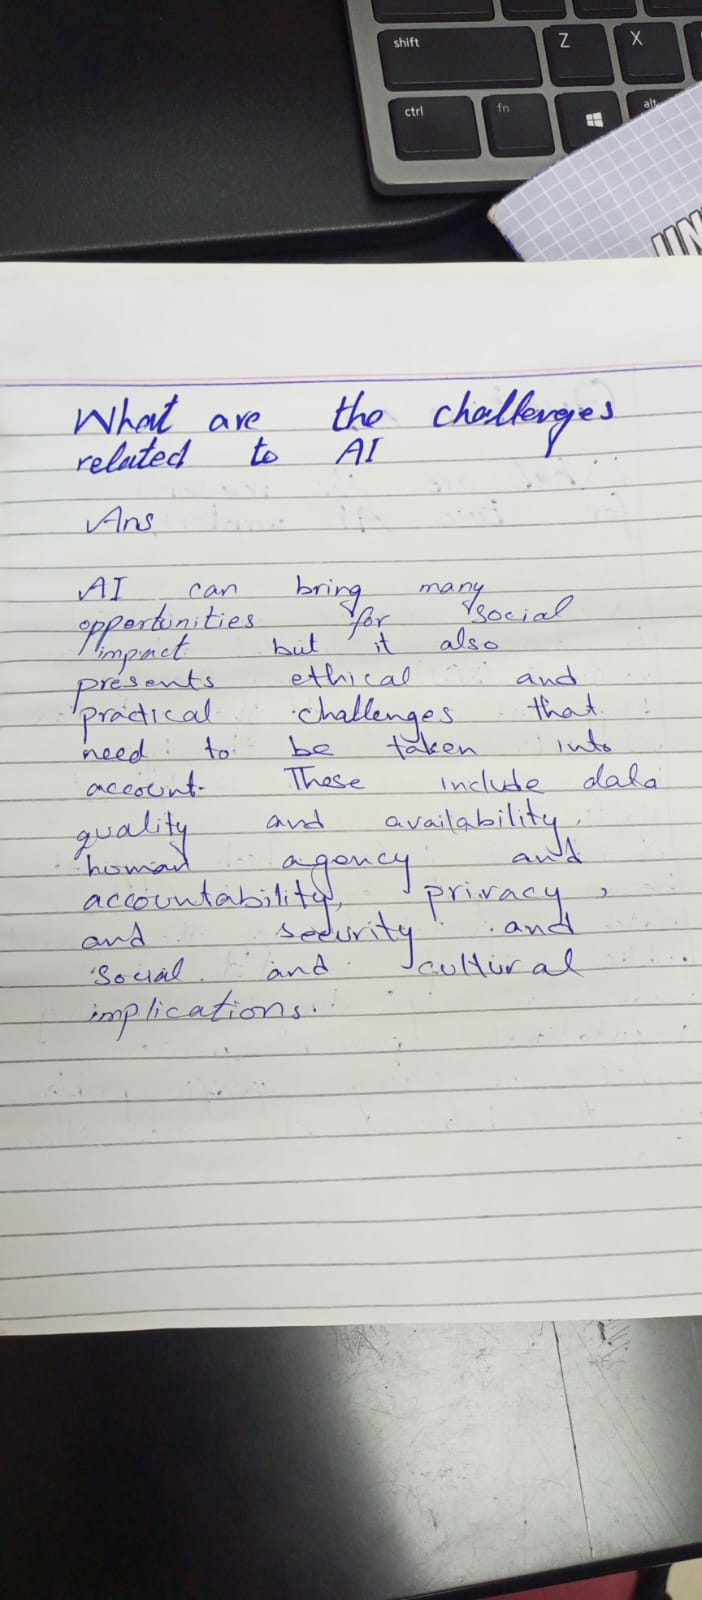 shift
Z
X
ctrl
fn
alt
UN
What are the challenges
related to AI
Ans
AI can bring many
opportunities for social
impact but it also
presents ethical and
practical challenges that
need to be taken into
account. These include data
quality and availability,
human agency and
accountability, privacy,
and security and
social and cultural
implications.